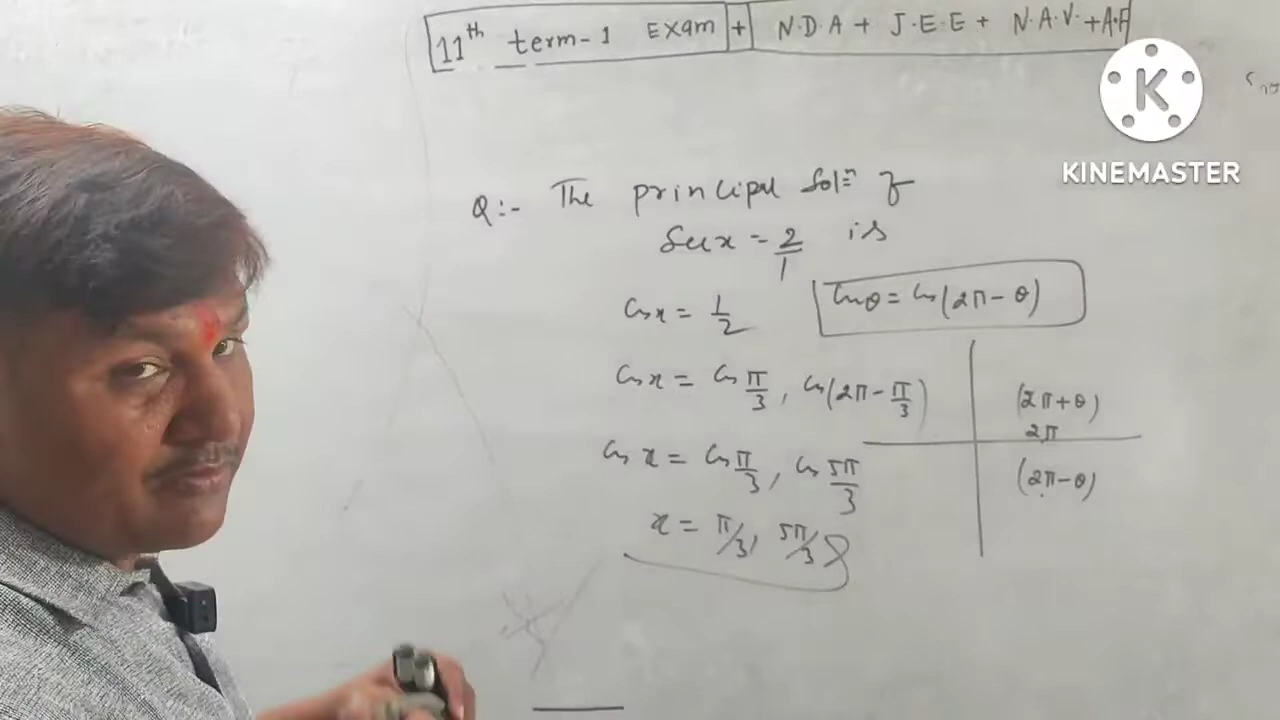 11th term-1 Exam + N.D.A + J.E.E + N.A.V. + A.F
K
KINEMASTER
Q:- The principal Solⁿ of
Sec x = 2/1 is
Cos x = 1/2
Cos θ = Cos (2π - θ)
Cos x = Cos π/3, Cos (2π - π/3)
(2π+θ)
2π
Cos x = Cos π/3, Cos 5π/3
(2π-θ)
x = π/3, 5π/3